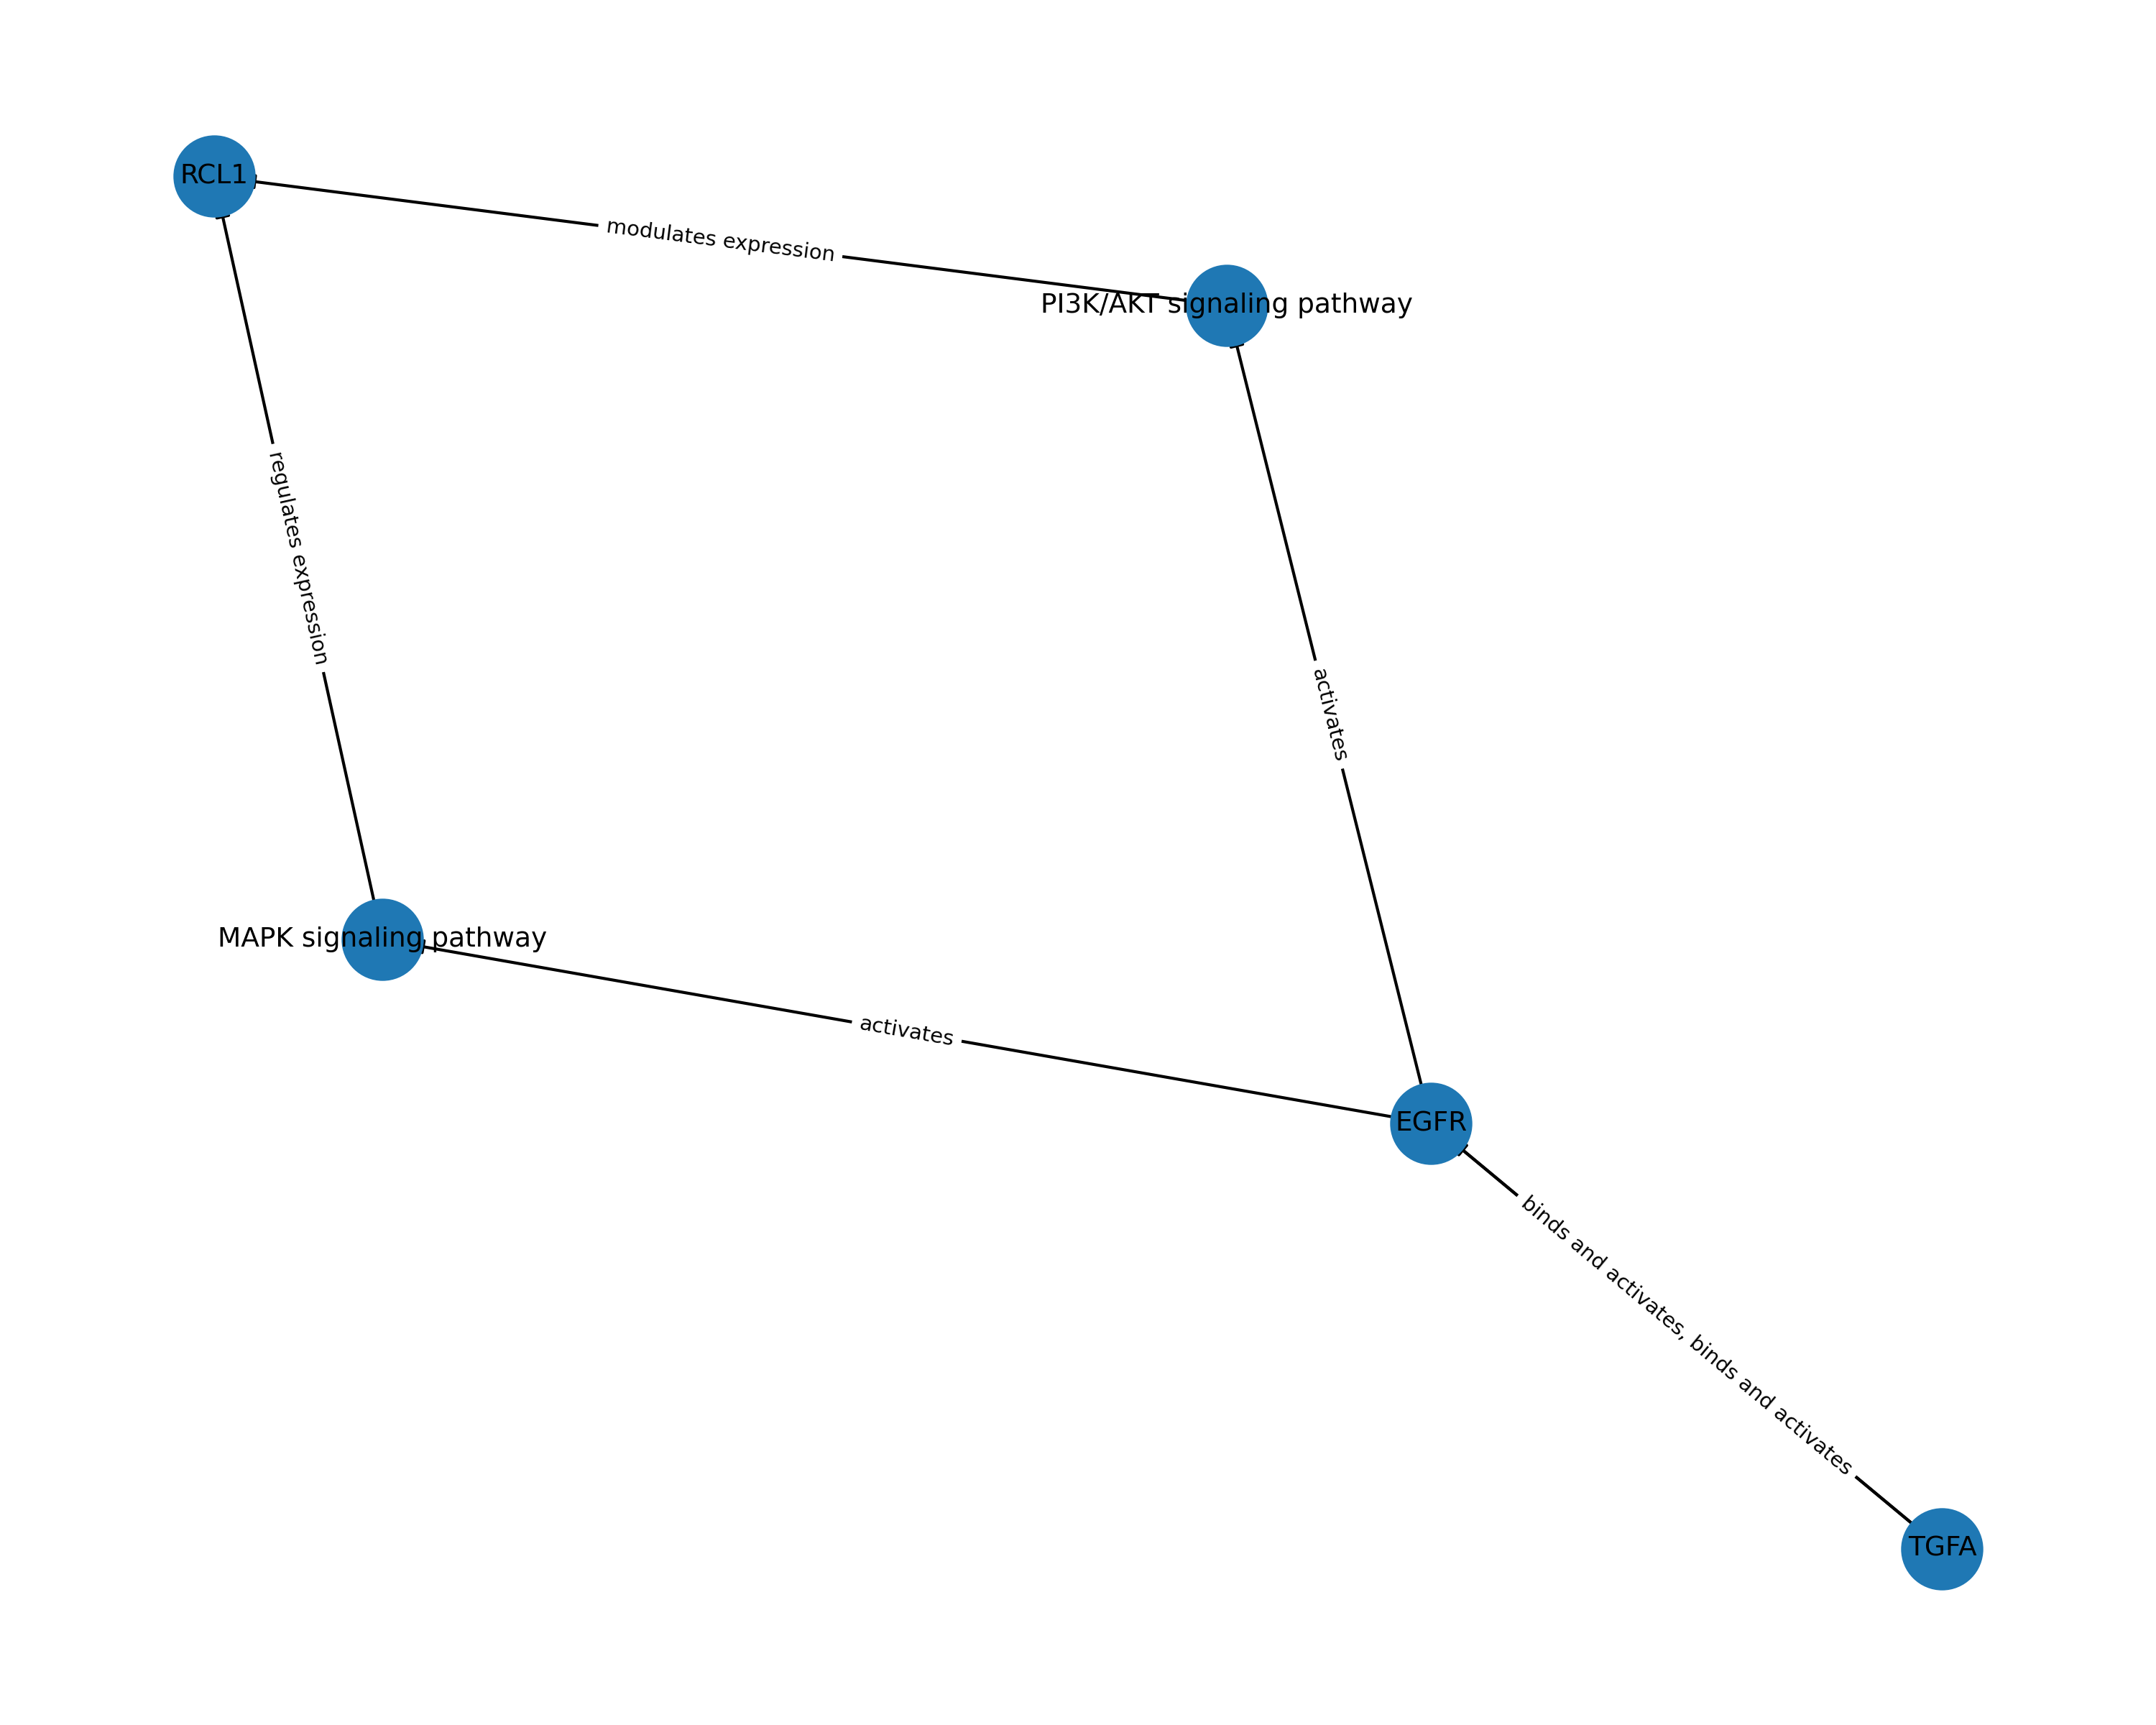 RCL1
modulates expression
PI3K/AKT signaling pathway
regulates expression
activates
MAPK signaling pathway
activates
EGFR
binds and activates, binds and activates
TGFA